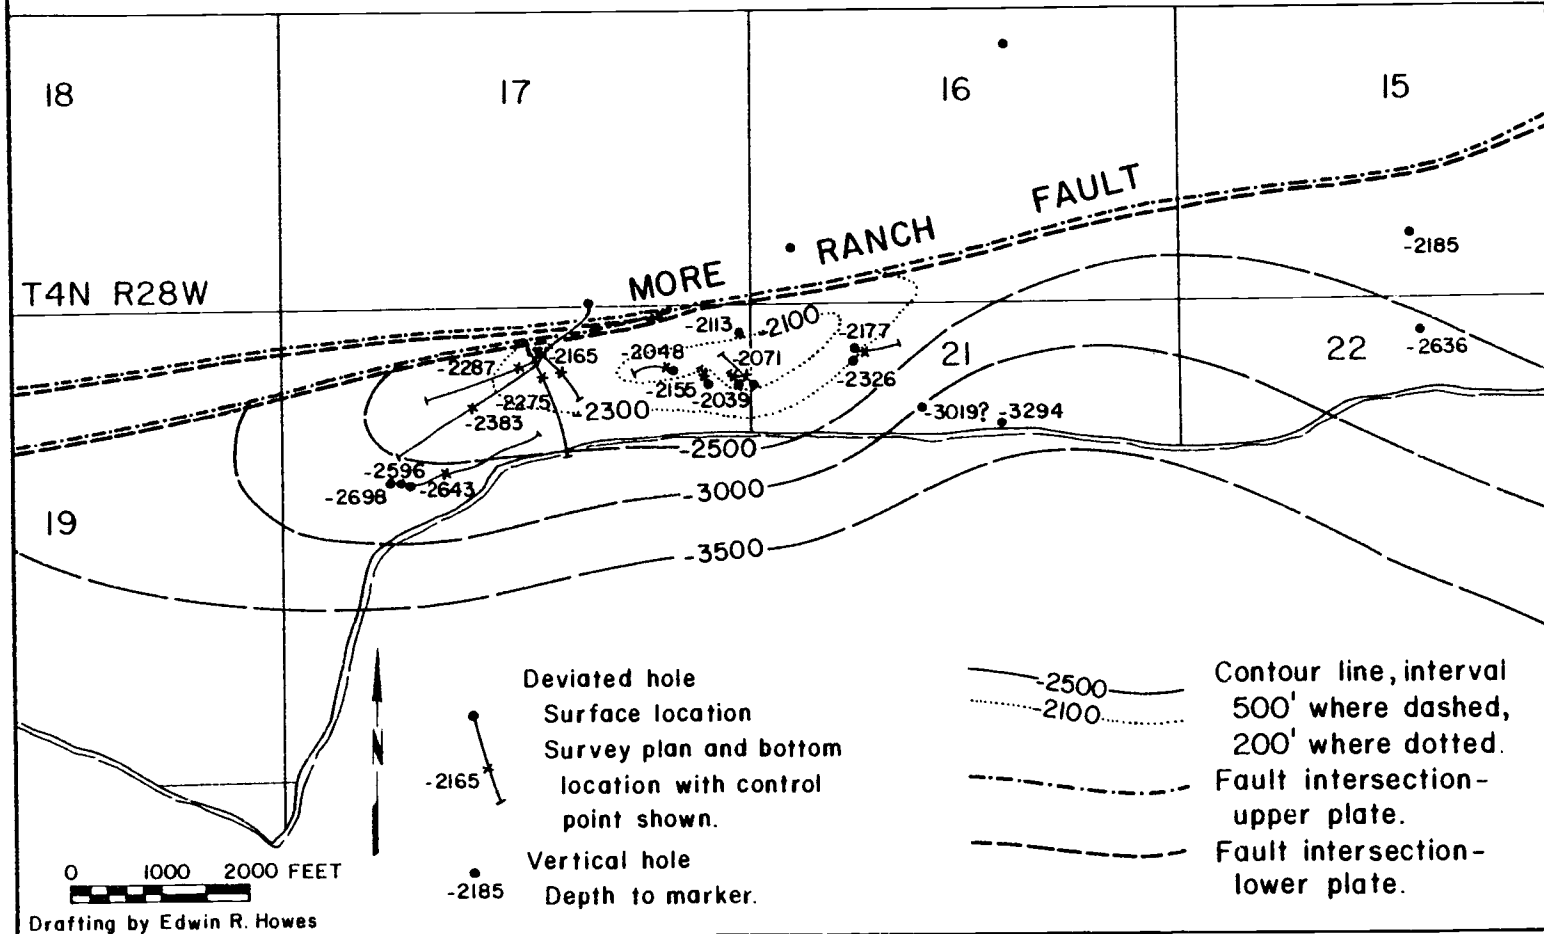 18
17
16
15
T4N R28W
MORE RANCH FAULT
-2185
-2113
-2100
-2177
-2165
-2048
-2071
21
22
-2636
-2287
-2326
-2155
-2039
-2275
-2300
-3019?
-3294
-2383
-2500
-2596
-2643
-2698
-3000
19
-3500
Deviated hole
Surface location
Survey plan and bottom
location with control
point shown.
-2165
Vertical hole
Depth to marker.
-2185
N
-2500
-2100
Contour line, interval
500' where dashed,
200' where dotted.
Fault intersection-
upper plate.
Fault intersection-
lower plate.
0 1000 2000 FEET
Drafting by Edwin R. Howes